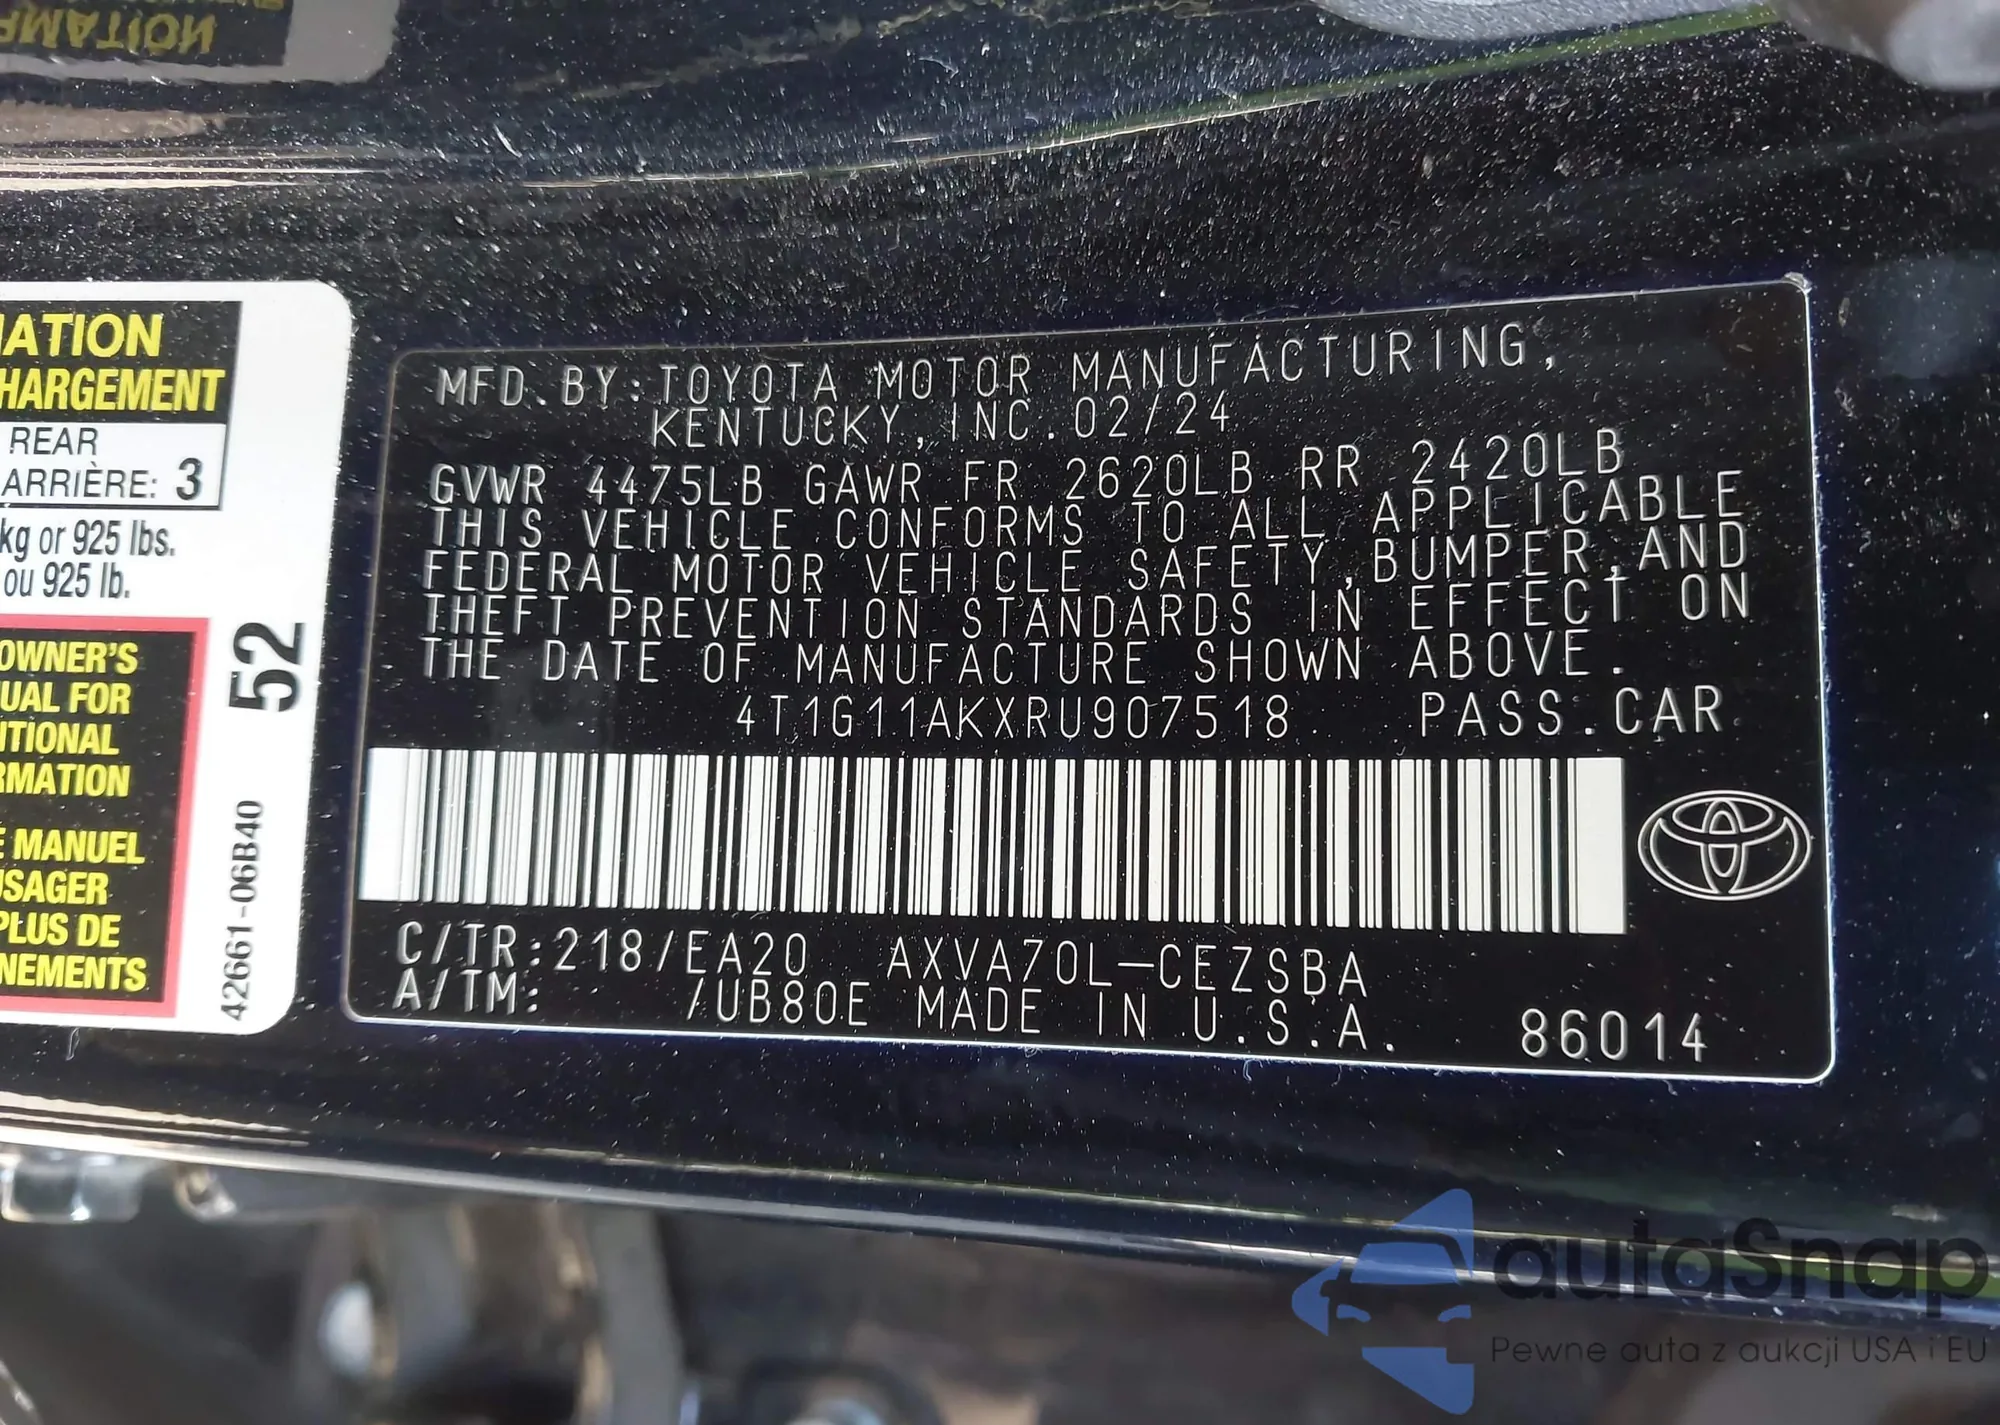 MATION
IATION
HARGEMENT
REAR
ARRIÈRE: 3
kg or 925 lbs.
ou 925 lb.
OWNER'S
UAL FOR
ITIONAL
RMATION
E MANUEL
USAGER
PLUS DE
NEMENTS
52
42661-06B40
MFD. BY: TOYOTA MOTOR MANUFACTURING,
KENTUCKY, INC. 02/24
GVWR 4475LB GAWR FR 2620LB RR 2420LB
THIS VEHICLE CONFORMS TO ALL APPLICABLE
FEDERAL MOTOR VEHICLE SAFETY, BUMPER, AND
THEFT PREVENTION STANDARDS IN EFFECT ON
THE DATE OF MANUFACTURE SHOWN ABOVE.
4T1G11AKXRU907518 PASS. CAR
C/TR: 218/EA20 AXVA70L-CEZSBA
A/TM: /UB80E MADE IN U.S.A. 86014
autaSnap
Pewne auta z aukcji USA i EU